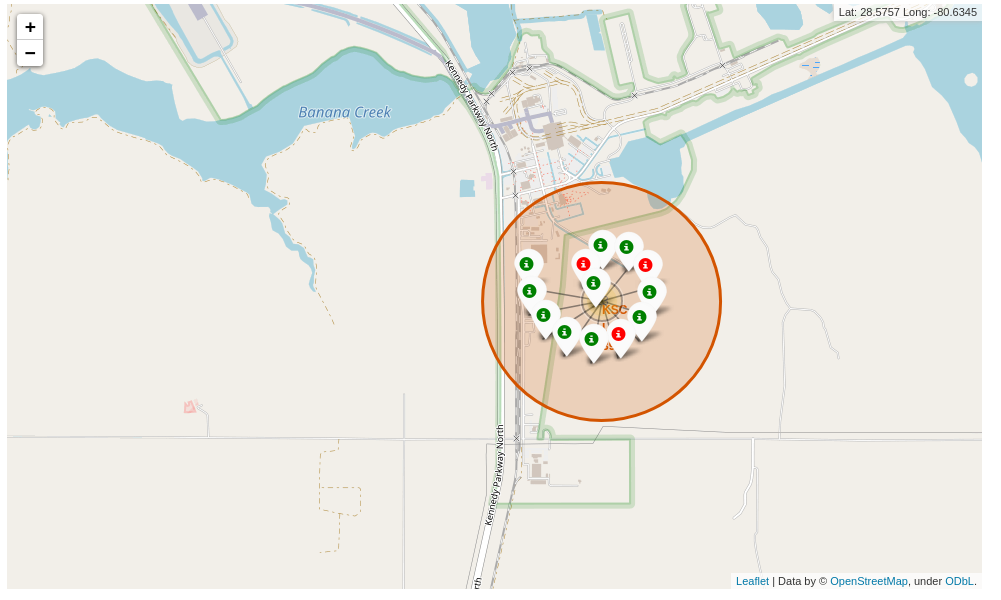 +
−
Lat: 28.5757 Long: -80.6345
Kennedy Parkway North
Banana Creek
KSC
Kennedy Parkway North
rth
Leaflet | Data by © OpenStreetMap, under ODbL.